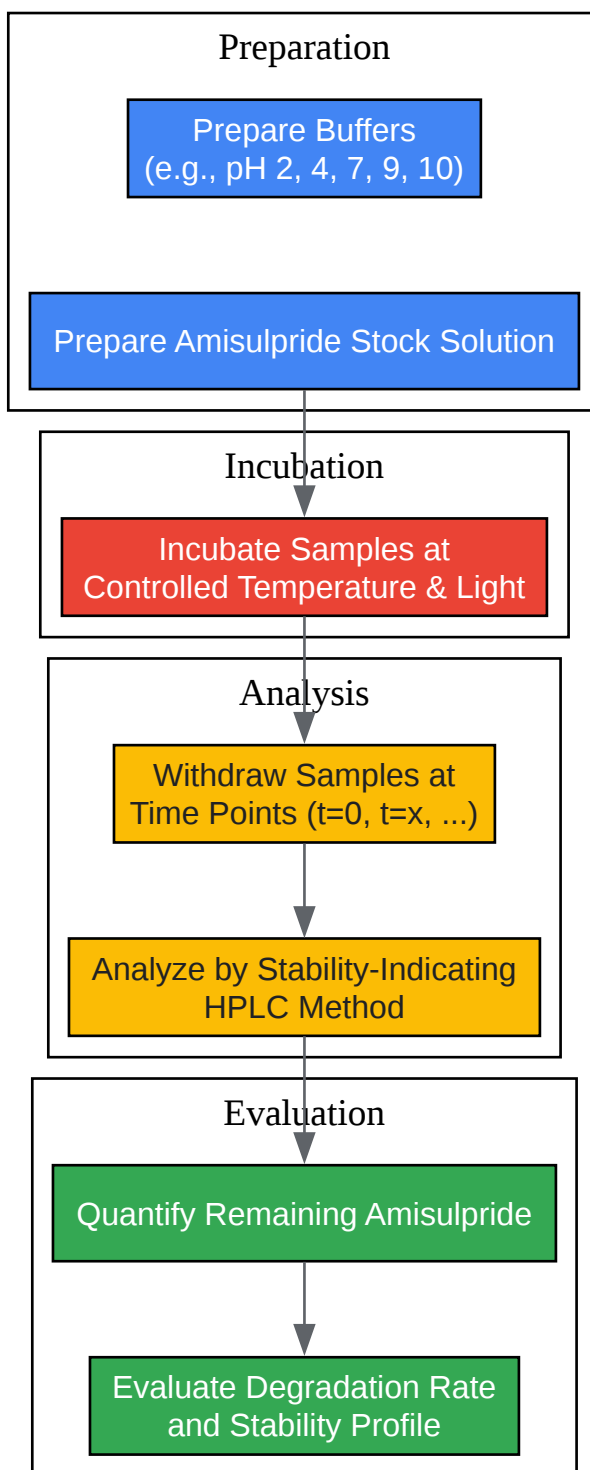 Preparation
Prepare Buffers
(e.g., pH 2, 4, 7, 9, 10)
Prepare Amisulpride Stock Solution
Incubation
Incubate Samples at
Controlled Temperature & Light
Analysis
Withdraw Samples at
Time Points (t=0, t=x, ...)
Analyze by Stability-Indicating
HPLC Method
Evaluation
Quantify Remaining Amisulpride
Evaluate Degradation Rate
and Stability Profile